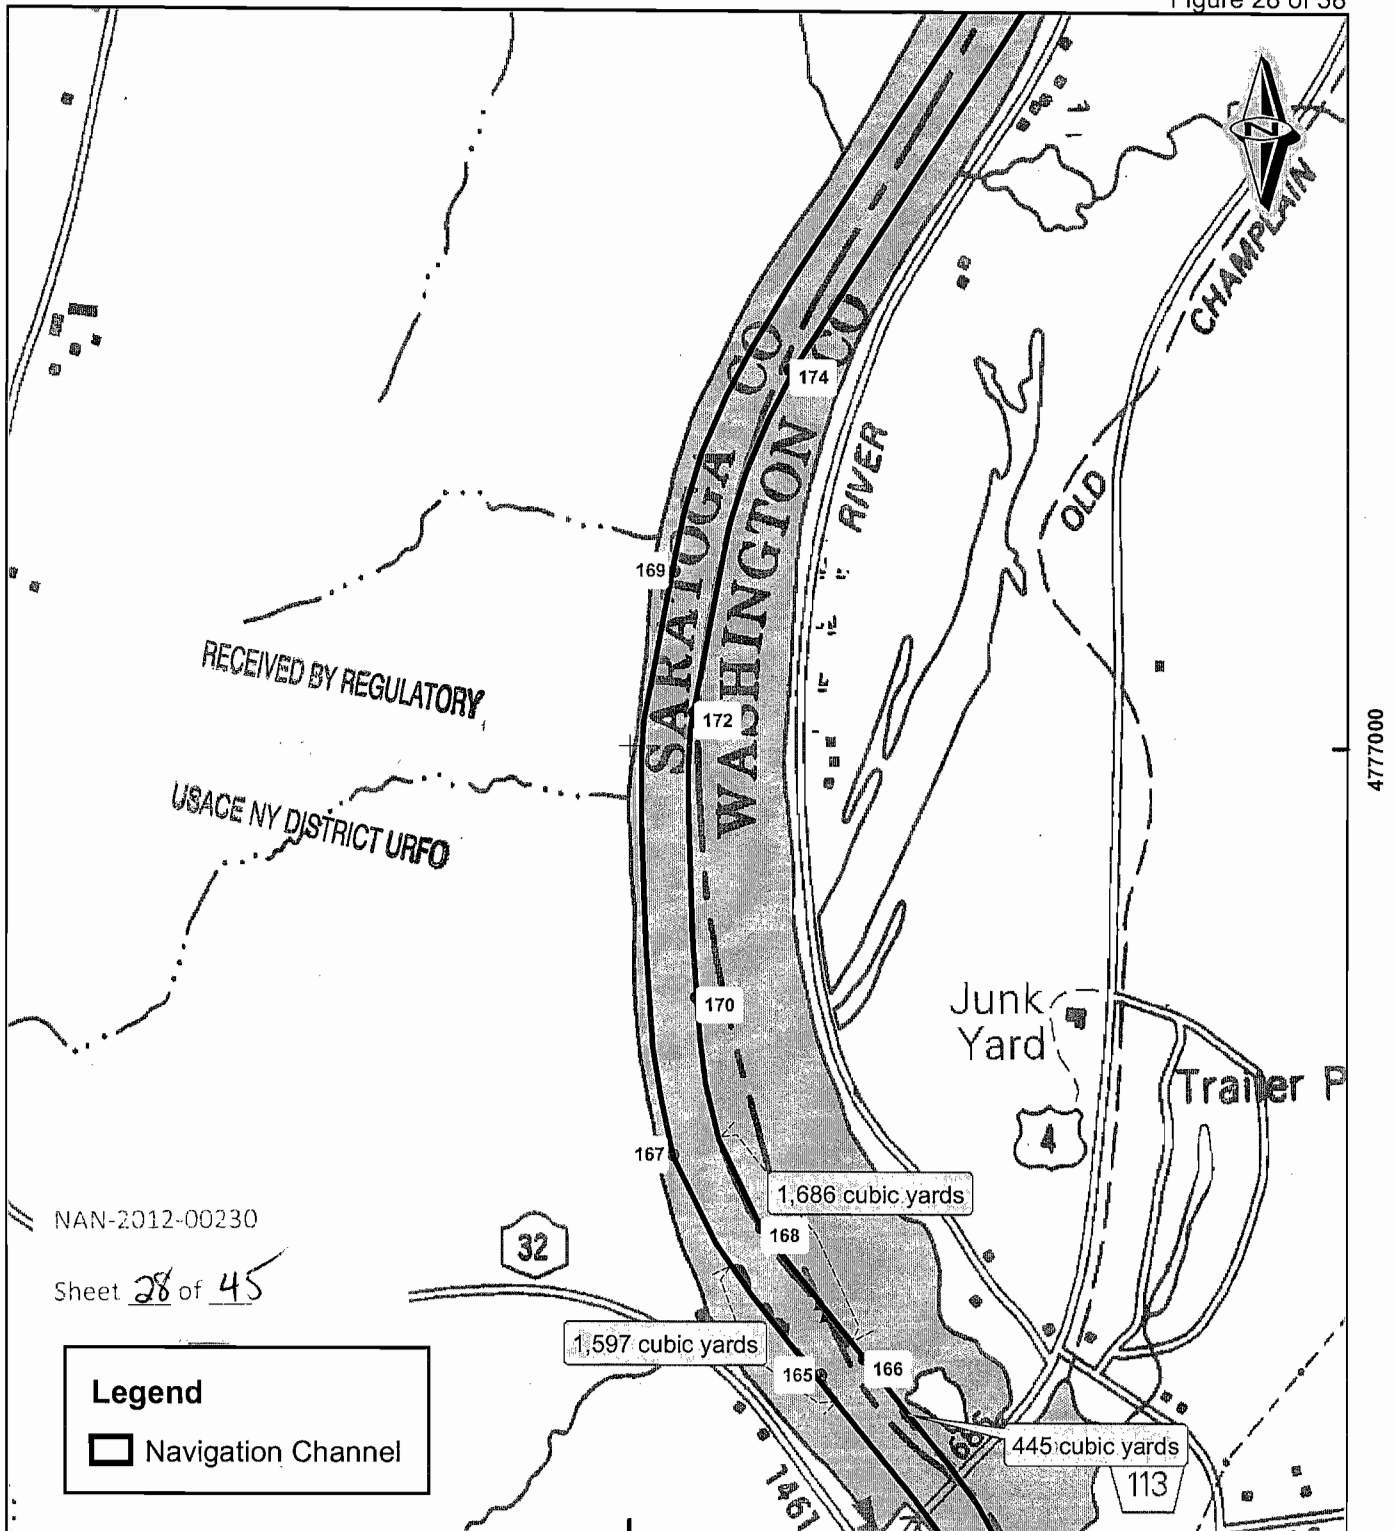 Figure 28 of 38
N
CHAMPLAIN
SARATOGA CO
WASHINGTON CO
174
RIVER
OLD
169
RECEIVED BY REGULATORY
172
4777000
USACE NY DISTRICT URFO
170
Junk
Yard
Trailer P
4
167
1,686 cubic yards
NAN-2012-00230
168
32
Sheet 28 of 45
1,597 cubic yards
165
166
Legend
Navigation Channel
445 cubic yards
113
1461